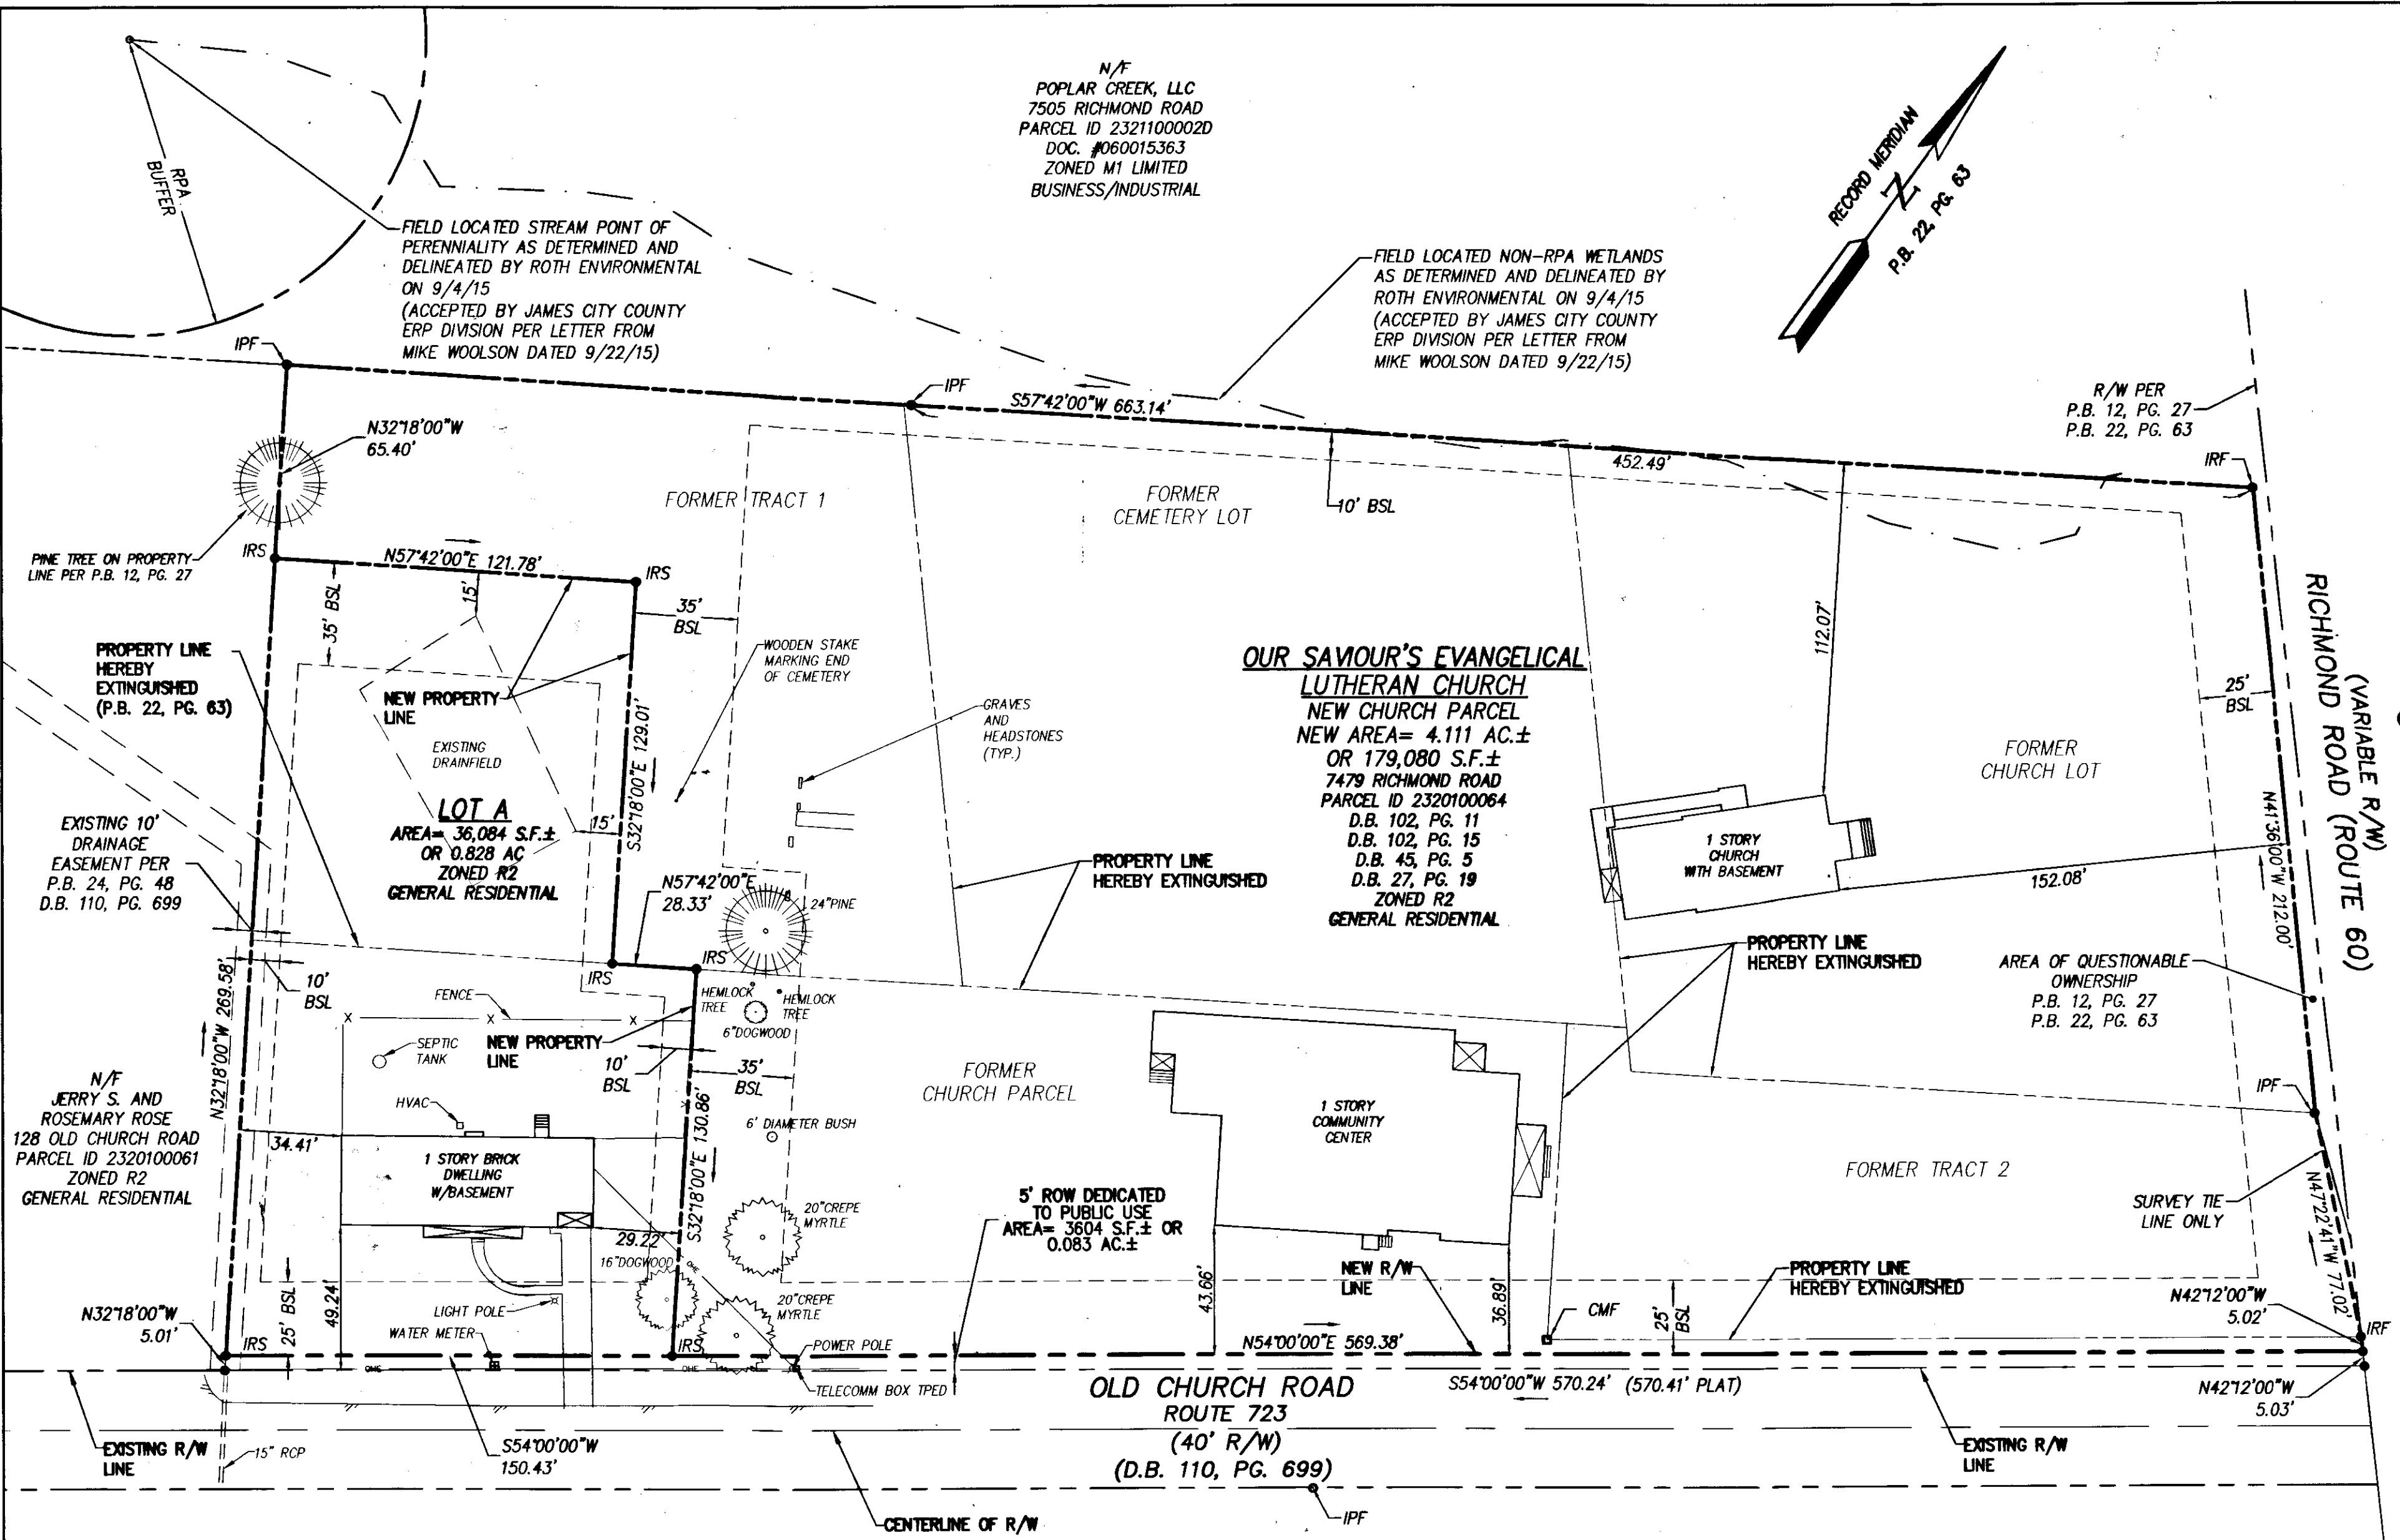 N/F
POPLAR CREEK, LLC
7505 RICHMOND ROAD
PARCEL ID 2321100002D
DOC. #060015363
ZONED M1 LIMITED
BUSINESS/INDUSTRIAL
RECORD MERIDIAN
N
P.B. 22, PG. 63
RPA
BUFFER
FIELD LOCATED STREAM POINT OF
PERENNIALITY AS DETERMINED AND
DELINEATED BY ROTH ENVIRONMENTAL
ON 9/4/15
(ACCEPTED BY JAMES CITY COUNTY
ERP DIVISION PER LETTER FROM
MIKE WOOLSON DATED 9/22/15)
FIELD LOCATED NON-RPA WETLANDS
AS DETERMINED AND DELINEATED BY
ROTH ENVIRONMENTAL ON 9/4/15
(ACCEPTED BY JAMES CITY COUNTY
ERP DIVISION PER LETTER FROM
MIKE WOOLSON DATED 9/22/15)
R/W PER
P.B. 12, PG. 27
P.B. 22, PG. 63
IPF
IPF
S57°42'00"W 663.14'
452.49'
IRF
N32°18'00"W
65.40'
FORMER TRACT 1
FORMER
CEMETERY LOT
10' BSL
PINE TREE ON PROPERTY
LINE PER P.B. 12, PG. 27
IRS
N57°42'00"E 121.78'
IRS
35' BSL
15'
35'
BSL
112.07'
PROPERTY LINE
HEREBY
EXTINGUISHED
(P.B. 22, PG. 63)
NEW PROPERTY
LINE
WOODEN STAKE
MARKING END
OF CEMETERY
GRAVES
AND
HEADSTONES
(TYP.)
S32°18'00"E 129.01'
EXISTING
DRAINFIELD
LOT A
AREA= 36,084 S.F.±
OR 0.828 AC
ZONED R2
GENERAL RESIDENTIAL
15'
OUR SAVIOUR'S EVANGELICAL
LUTHERAN CHURCH
NEW CHURCH PARCEL
NEW AREA= 4.111 AC.±
OR 179,080 S.F.±
7479 RICHMOND ROAD
PARCEL ID 2320100064
D.B. 102, PG. 11
D.B. 102, PG. 15
D.B. 45, PG. 5
D.B. 27, PG. 19
ZONED R2
GENERAL RESIDENTIAL
25'
BSL
FORMER
CHURCH LOT
RICHMOND ROAD (ROUTE 60)
(VARIABLE R/W)
N41°36'00"W 212.00'
1 STORY
CHURCH
WITH BASEMENT
152.08'
EXISTING 10'
DRAINAGE
EASEMENT PER
P.B. 24, PG. 48
D.B. 110, PG. 699
N57°42'00"E
28.33'
24"PINE
PROPERTY LINE
HEREBY EXTINGUISHED
PROPERTY LINE
HEREBY EXTINGUISHED
AREA OF QUESTIONABLE
OWNERSHIP
P.B. 12, PG. 27
P.B. 22, PG. 63
IRS
IRS
10'
BSL
N32°18'00"W 269.58'
FENCE
X
X
X
SEPTIC
TANK
NEW PROPERTY
LINE
HEMLOCK
TREE
HEMLOCK
TREE
6"DOGWOOD
10'
BSL
35'
BSL
FORMER
CHURCH PARCEL
1 STORY
COMMUNITY
CENTER
IPF
N/F
JERRY S. AND
ROSEMARY ROSE
128 OLD CHURCH ROAD
PARCEL ID 2320100061
ZONED R2
GENERAL RESIDENTIAL
HVAC
34.41'
1 STORY BRICK
DWELLING
W/BASEMENT
S32°18'00"E 130.86'
6' DIAMETER BUSH
20"CREPE
MYRTLE
29.22'
16"DOGWOOD
OHE
20"CREPE
MYRTLE
5' ROW DEDICATED
TO PUBLIC USE
AREA= 3604 S.F.± OR
0.083 AC.±
FORMER TRACT 2
SURVEY TIE
LINE ONLY
N47°22'41"W 77.02'
NEW R/W
LINE
PROPERTY LINE
HEREBY EXTINGUISHED
N42°12'00"W
5.02'
N32°18'00"W
5.01'
25' BSL
49.24'
LIGHT POLE
WATER METER
43.66'
36.89'
CMF
25'
BSL
IRF
IRS
IRS
POWER POLE
N54°00'00"E 569.38'
OHE
OHE
TELECOMM BOX TPED
OLD CHURCH ROAD
ROUTE 723
(40' R/W)
(D.B. 110, PG. 699)
S54°00'00"W 570.24' (570.41' PLAT)
N42°12'00"W
5.03'
EXISTING R/W
LINE
15" RCP
S54°00'00"W
150.43'
EXISTING R/W
LINE
CENTERLINE OF R/W
IPF